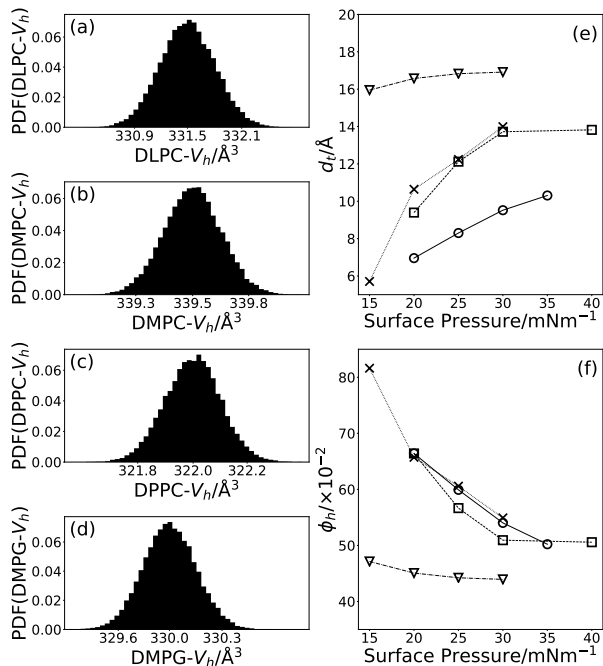 (a)
PDF(DLPC-V_h)
0.06
0.04
0.02
0.00
330.9 331.5 332.1
DLPC-V_h/Å^3
(b)
PDF(DMPC-V_h)
0.06
0.04
0.02
0.00
339.3 339.5 339.8
DMPC-V_h/Å^3
(c)
PDF(DPPC-V_h)
0.06
0.04
0.02
0.00
321.8 322.0 322.2
DPPC-V_h/Å^3
(d)
PDF(DMPG-V_h)
0.06
0.04
0.02
0.00
329.6 330.0 330.3
DMPG-V_h/Å^3
(e)
d_t/Å
20
18
16
14
12
10
8
6
15 20 25 30 35 40
Surface Pressure/mNm^−1
(f)
ϕ_h/×10^−2
80
70
60
50
40
15 20 25 30 35 40
Surface Pressure/mNm^−1